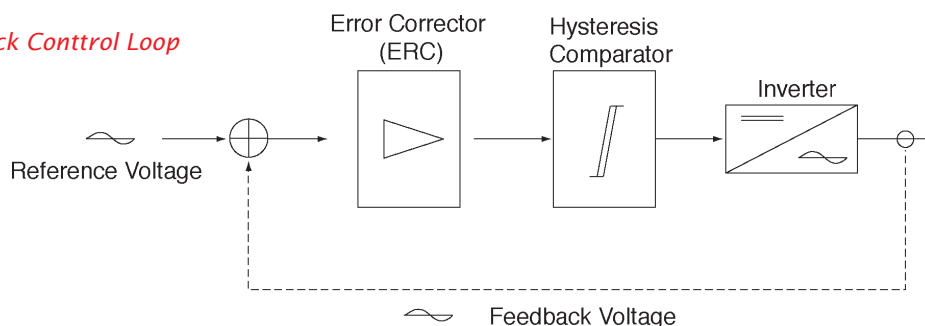 ck Conttrol Loop
Error Corrector
(ERC)
Hysteresis
Comparator
Inverter
Reference Voltage
Feedback Voltage